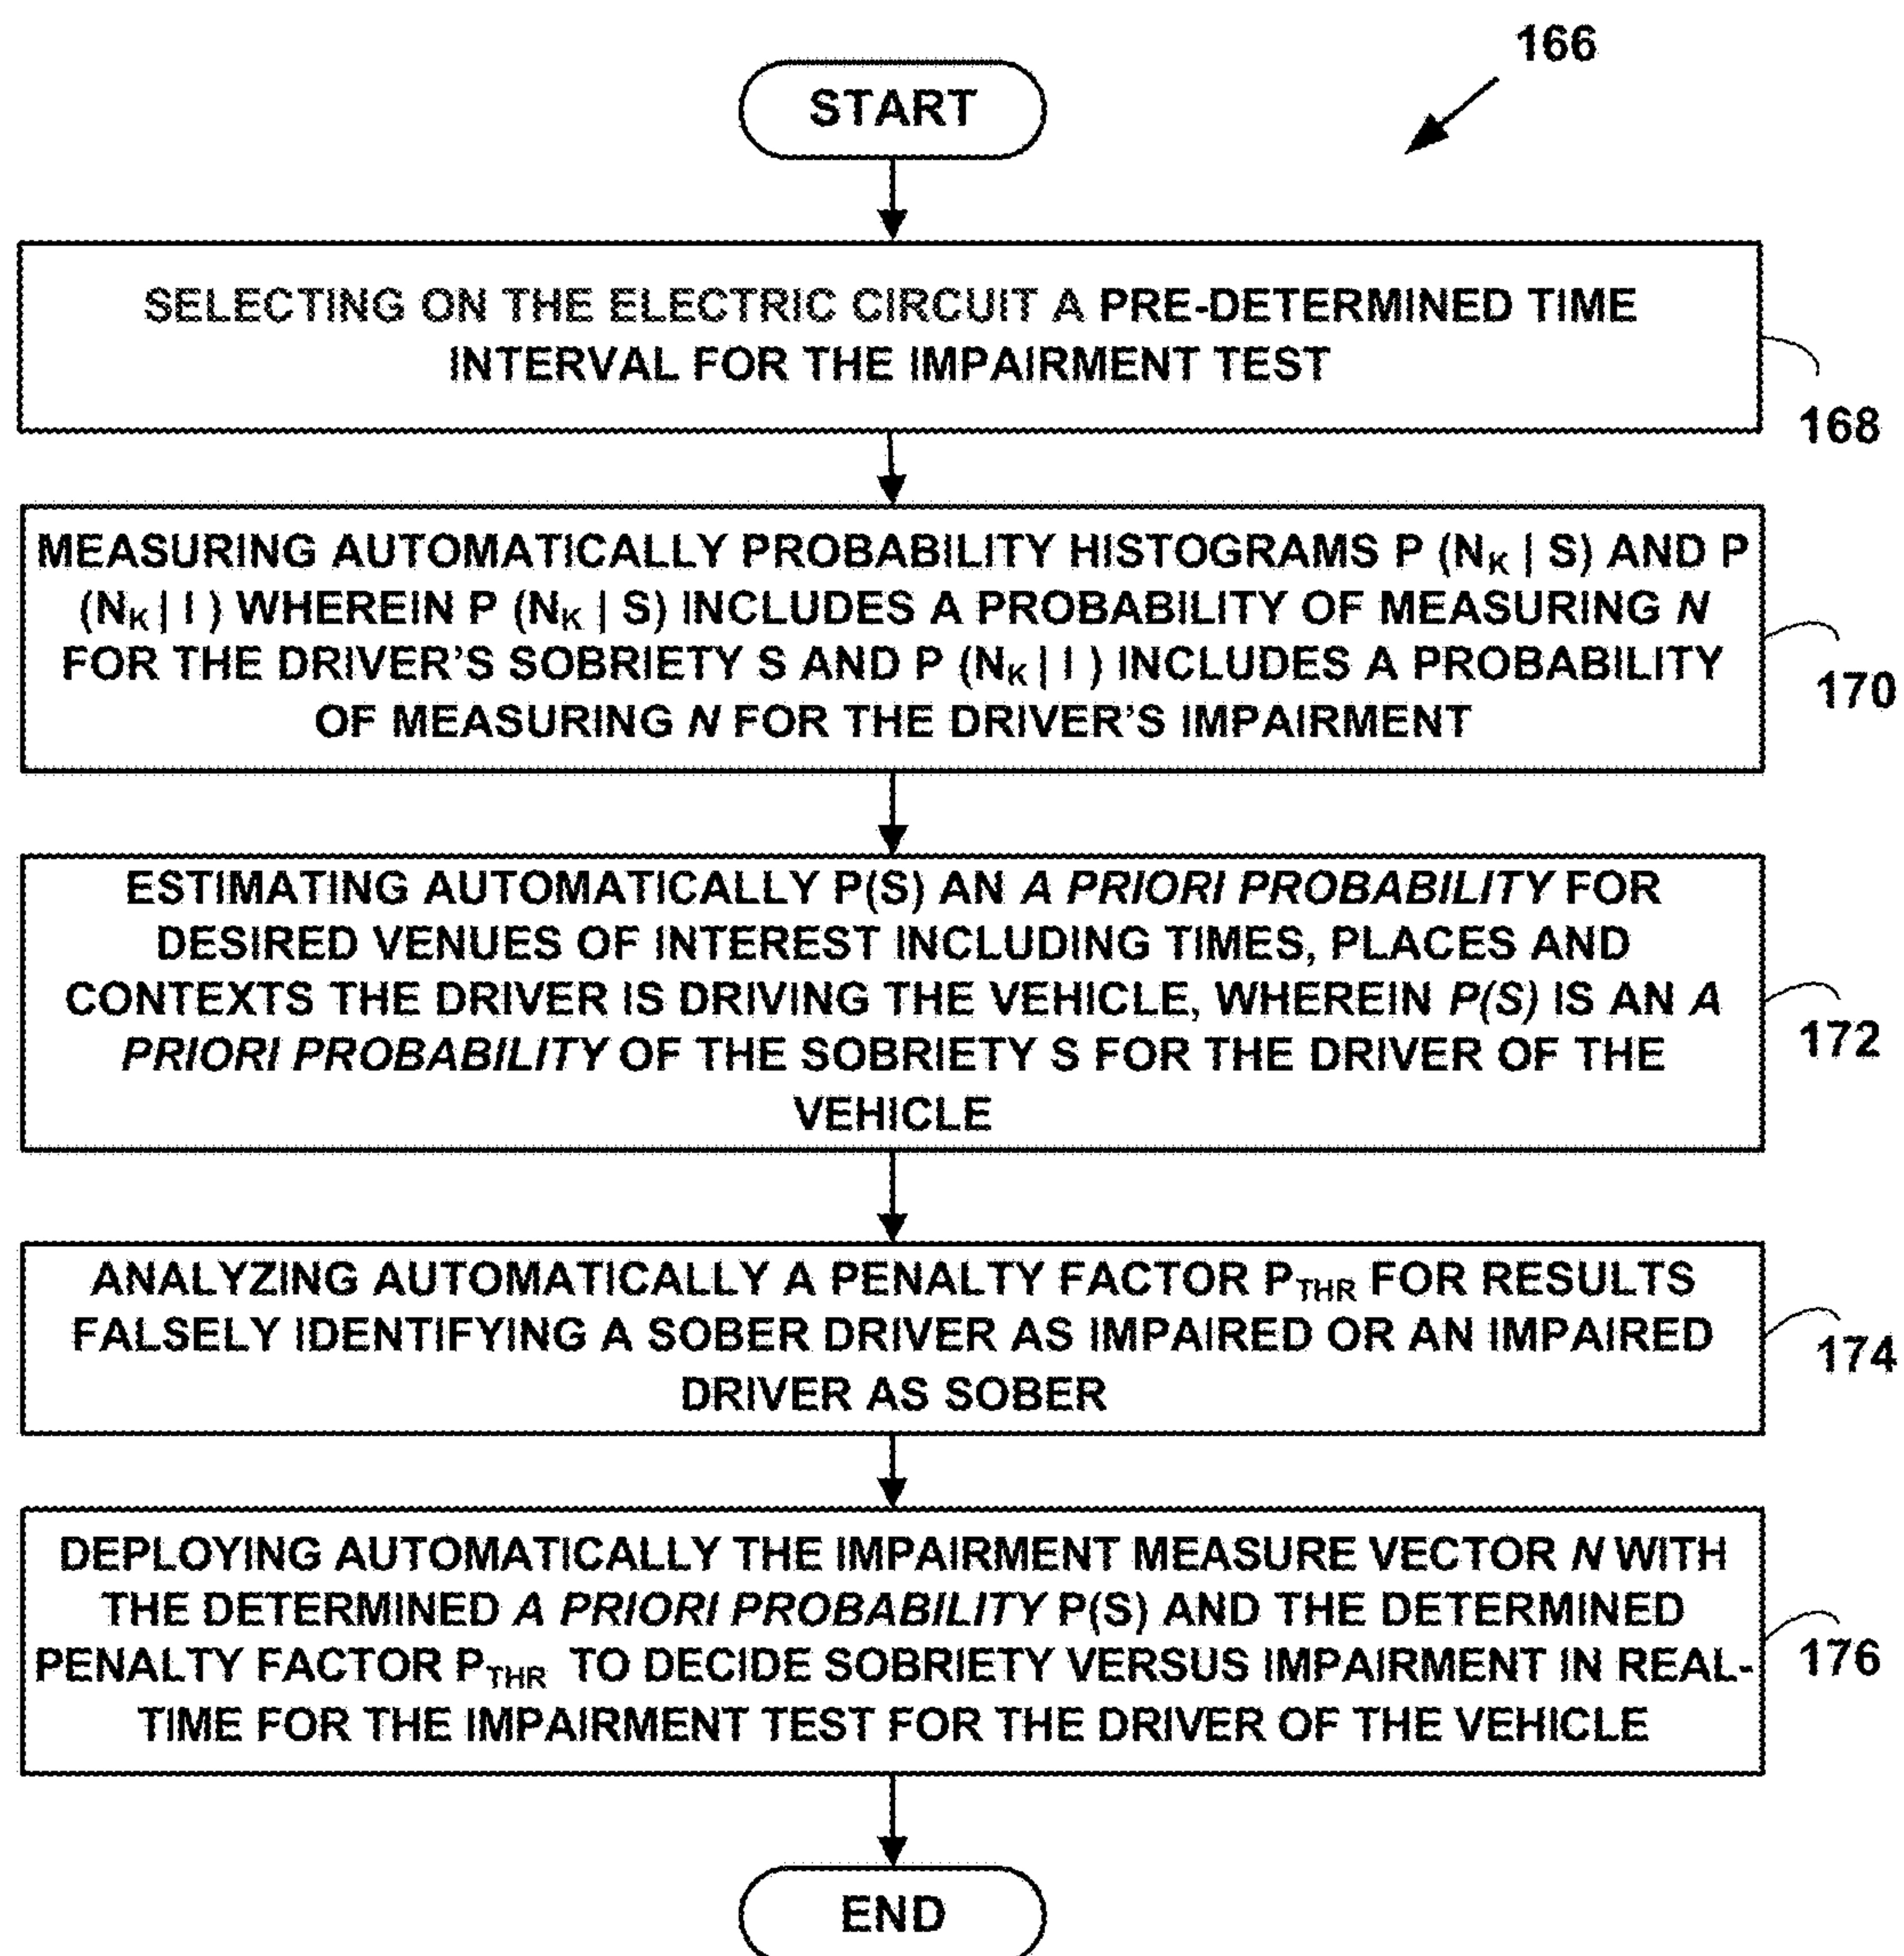 166
START
SELECTING ON THE ELECTRIC CIRCUIT A PRE-DETERMINED TIME
INTERVAL FOR THE IMPAIRMENT TEST
168
MEASURING AUTOMATICALLY PROBABILITY HISTOGRAMS P (NK | S) AND P
(NK | I ) WHEREIN P (NK | S) INCLUDES A PROBABILITY OF MEASURING N
FOR THE DRIVER'S SOBRIETY S AND P (NK | I ) INCLUDES A PROBABILITY
OF MEASURING N FOR THE DRIVER'S IMPAIRMENT
170
ESTIMATING AUTOMATICALLY P(S) AN A PRIORI PROBABILITY FOR
DESIRED VENUES OF INTEREST INCLUDING TIMES, PLACES AND
CONTEXTS THE DRIVER IS DRIVING THE VEHICLE, WHEREIN P(S) IS AN A
PRIORI PROBABILITY OF THE SOBRIETY S FOR THE DRIVER OF THE
VEHICLE
172
ANALYZING AUTOMATICALLY A PENALTY FACTOR PTHR FOR RESULTS
FALSELY IDENTIFYING A SOBER DRIVER AS IMPAIRED OR AN IMPAIRED
DRIVER AS SOBER
174
DEPLOYING AUTOMATICALLY THE IMPAIRMENT MEASURE VECTOR N WITH
THE DETERMINED A PRIORI PROBABILITY P(S) AND THE DETERMINED
PENALTY FACTOR PTHR TO DECIDE SOBRIETY VERSUS IMPAIRMENT IN REAL-
TIME FOR THE IMPAIRMENT TEST FOR THE DRIVER OF THE VEHICLE
176
END